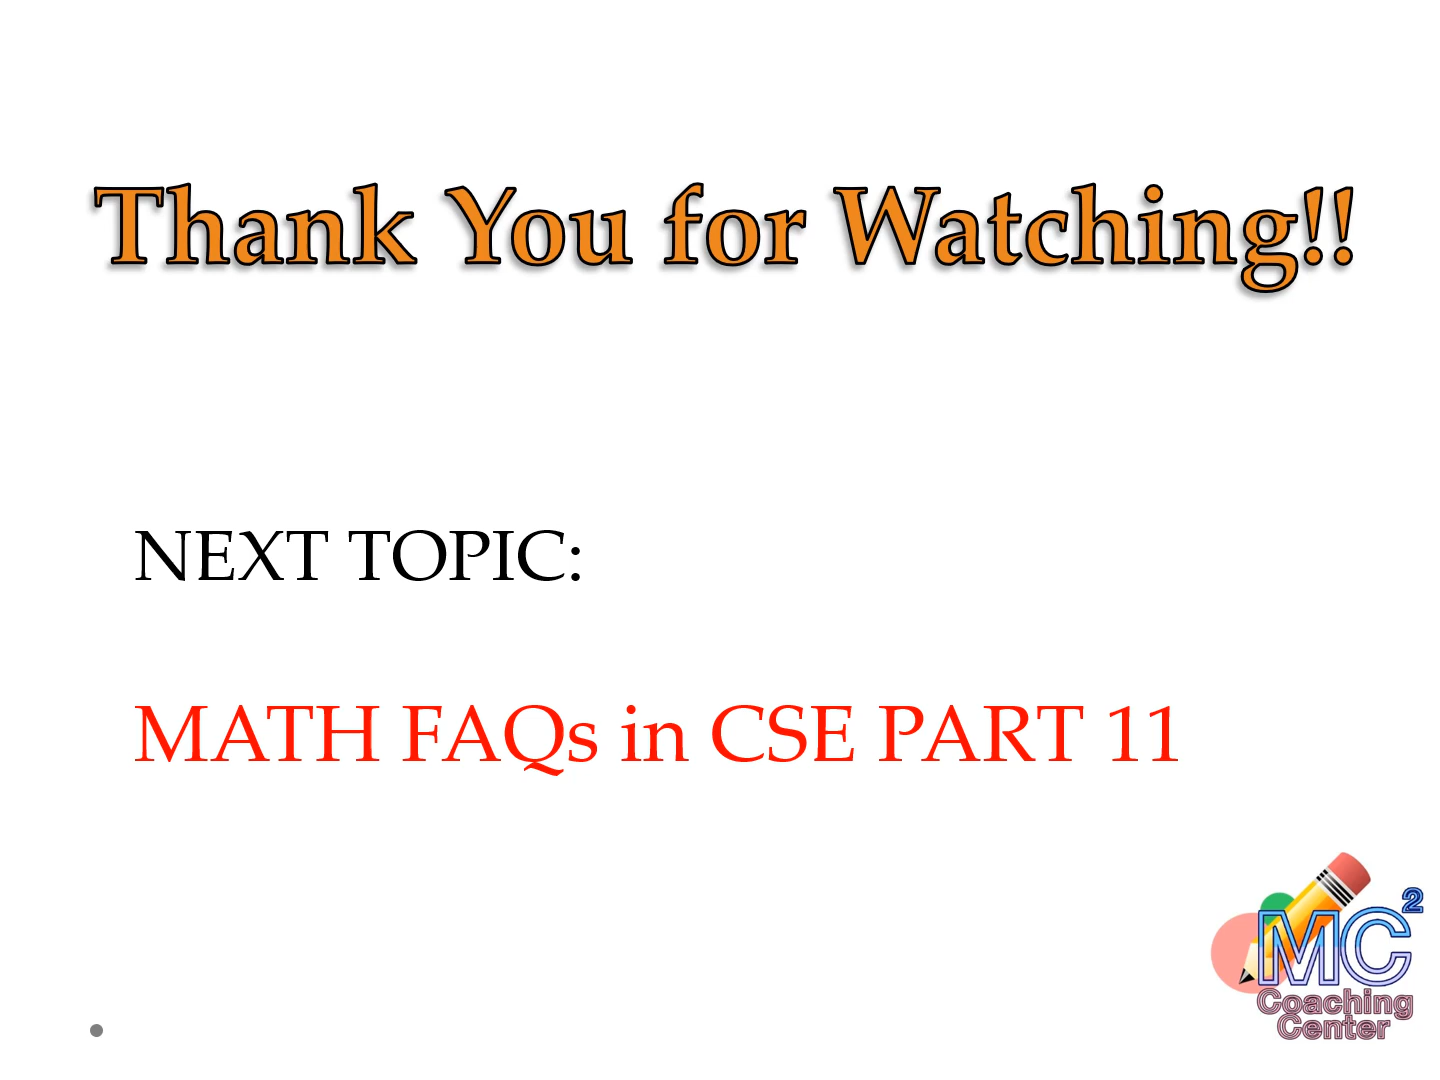 Thank You for Watching!!
NEXT TOPIC:
MATH FAQs in CSE PART 11
MC²
Coaching
Center